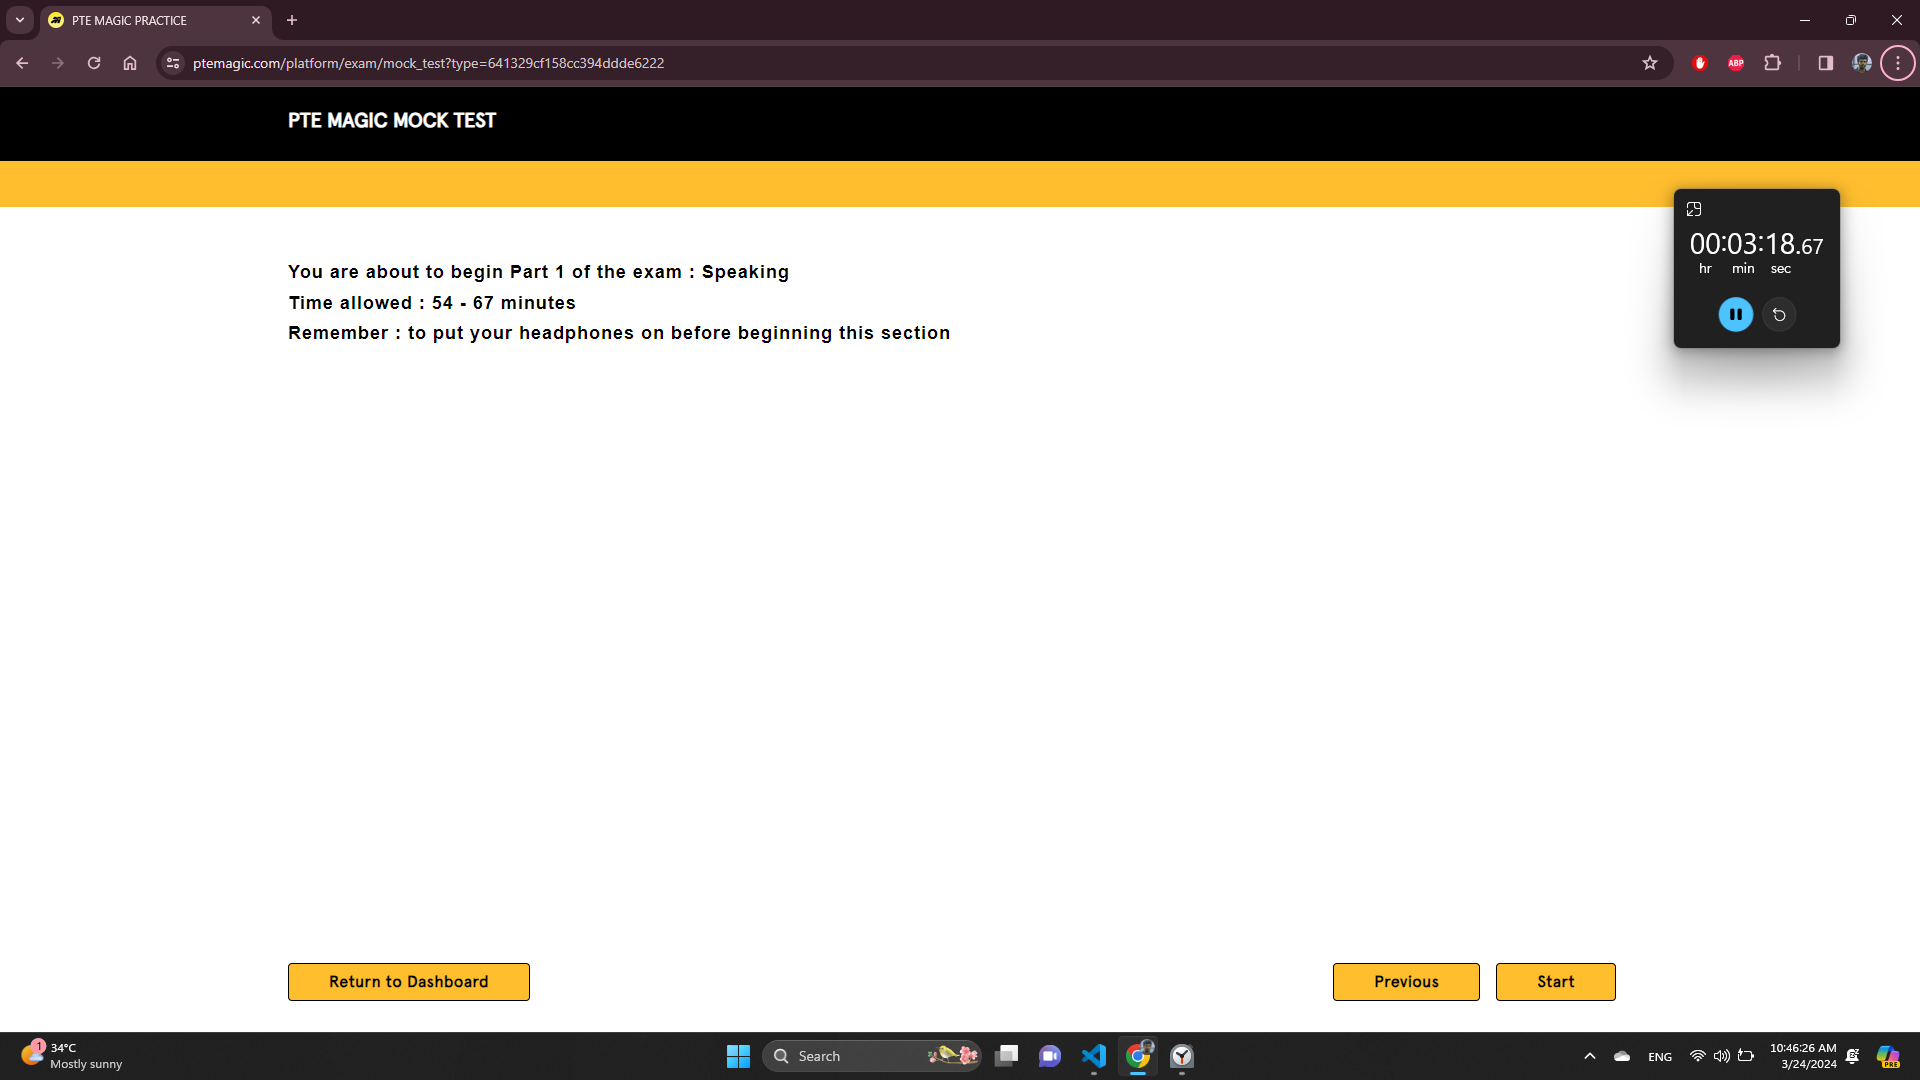 PTE MAGIC PRACTICE
ptemagic.com/platform/exam/mock_test?type=641329cf158cc394ddde6222
ABP
PTE MAGIC MOCK TEST
00:03:18.67
hr min sec
You are about to begin Part 1 of the exam : Speaking
Time allowed : 54 - 67 minutes
Remember : to put your headphones on before beginning this section
Return to Dashboard
Previous
Start
1
34°C
Mostly sunny
Search
ENG
10:46:26 AM
3/24/2024
PRE